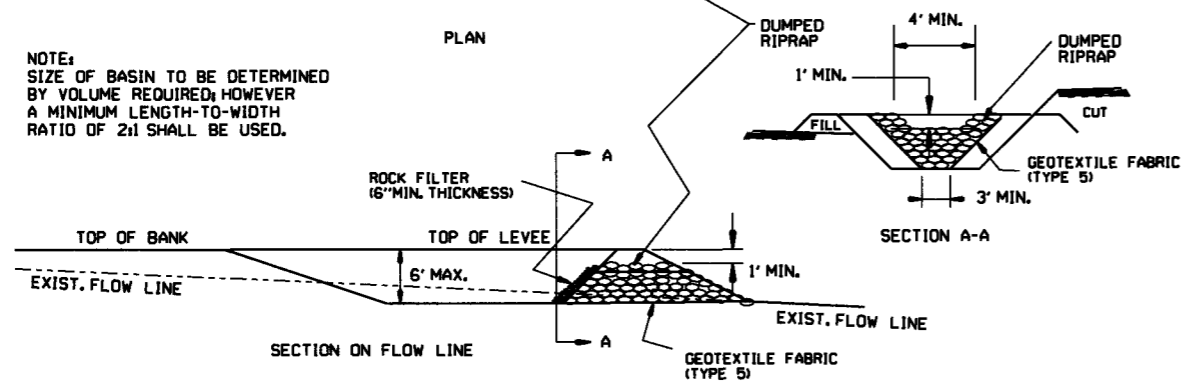 PLAN
NOTE:
SIZE OF BASIN TO BE DETERMINED
BY VOLUME REQUIRED; HOWEVER
A MINIMUM LENGTH-TO-WIDTH
RATIO OF 2:1 SHALL BE USED.
DUMPED
RIPRAP
4' MIN.
DUMPED
RIPRAP
1' MIN.
FILL
CUT
GEOTEXTILE FABRIC
(TYPE 5)
3' MIN.
SECTION A-A
A
ROCK FILTER
(6"MIN. THICKNESS)
TOP OF BANK
TOP OF LEVEE
6' MAX.
1' MIN.
EXIST. FLOW LINE
EXIST. FLOW LINE
A
SECTION ON FLOW LINE
GEOTEXTILE FABRIC
(TYPE 5)